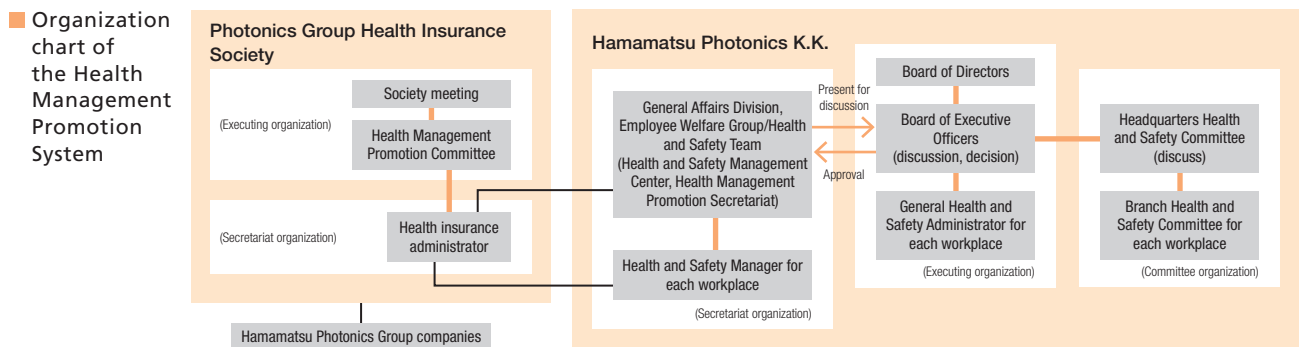 Organization
chart of
the Health
Management
Promotion
System
Photonics Group Health Insurance
Society
(Executing organization)
Society meeting
Health Management
Promotion Committee
(Secretariat organization)
Health insurance
administrator
Hamamatsu Photonics Group companies
Hamamatsu Photonics K.K.
General Affairs Division,
Employee Welfare Group/Health
and Safety Team
(Health and Safety Management
Center, Health Management
Promotion Secretariat)
Health and Safety Manager for
each workplace
(Secretariat organization)
Present for
discussion
Approval
Board of Directors
Board of Executive
Officers
(discussion, decision)
General Health and
Safety Administrator for
each workplace
(Executing organization)
Headquarters Health
and Safety Committee
(discuss)
Branch Health and
Safety Committee for
each workplace
(Committee organization)